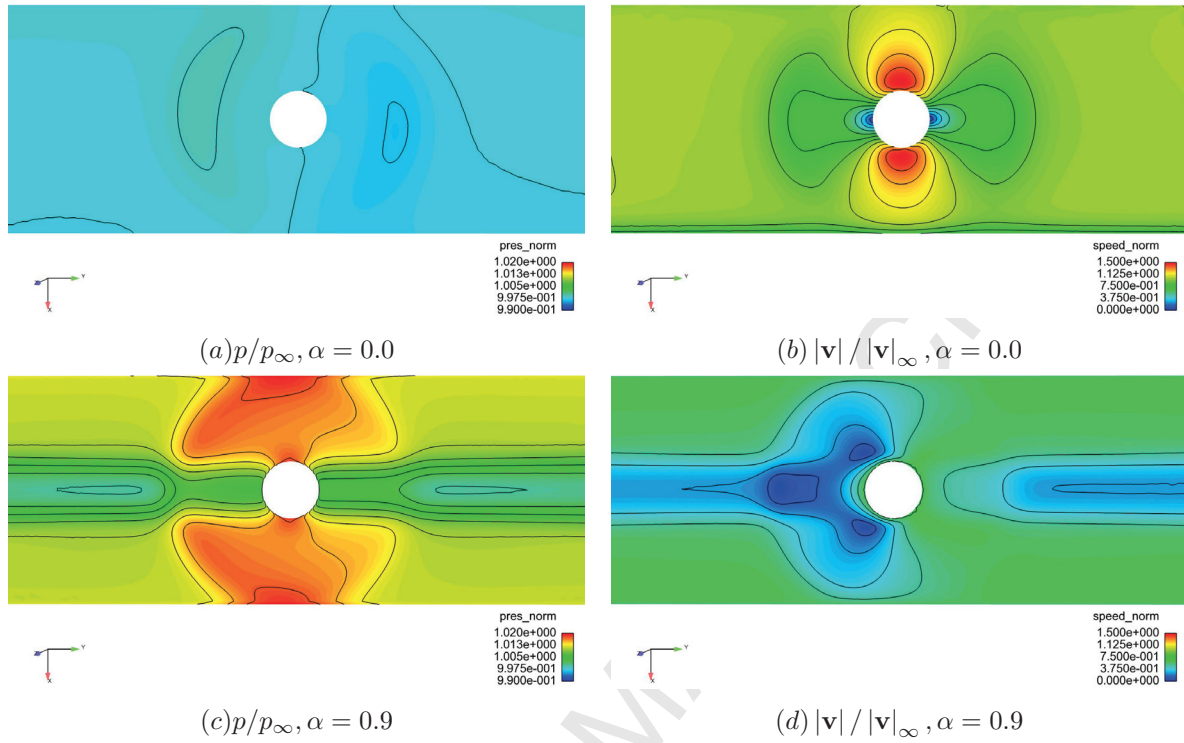 pres_norm
1.020e+000
1.013e+000
1.005e+000
9.975e-001
9.900e-001
Y
X
speed_norm
1.500e+000
1.125e+000
7.500e-001
3.750e-001
0.000e+000
Y
X
(a)p/p∞, α = 0.0
(b) |v| / |v|∞ , α = 0.0
pres_norm
1.020e+000
1.013e+000
1.005e+000
9.975e-001
9.900e-001
Y
X
speed_norm
1.500e+000
1.125e+000
7.500e-001
3.750e-001
0.000e+000
Y
X
(c)p/p∞, α = 0.9
(d) |v| / |v|∞ , α = 0.9